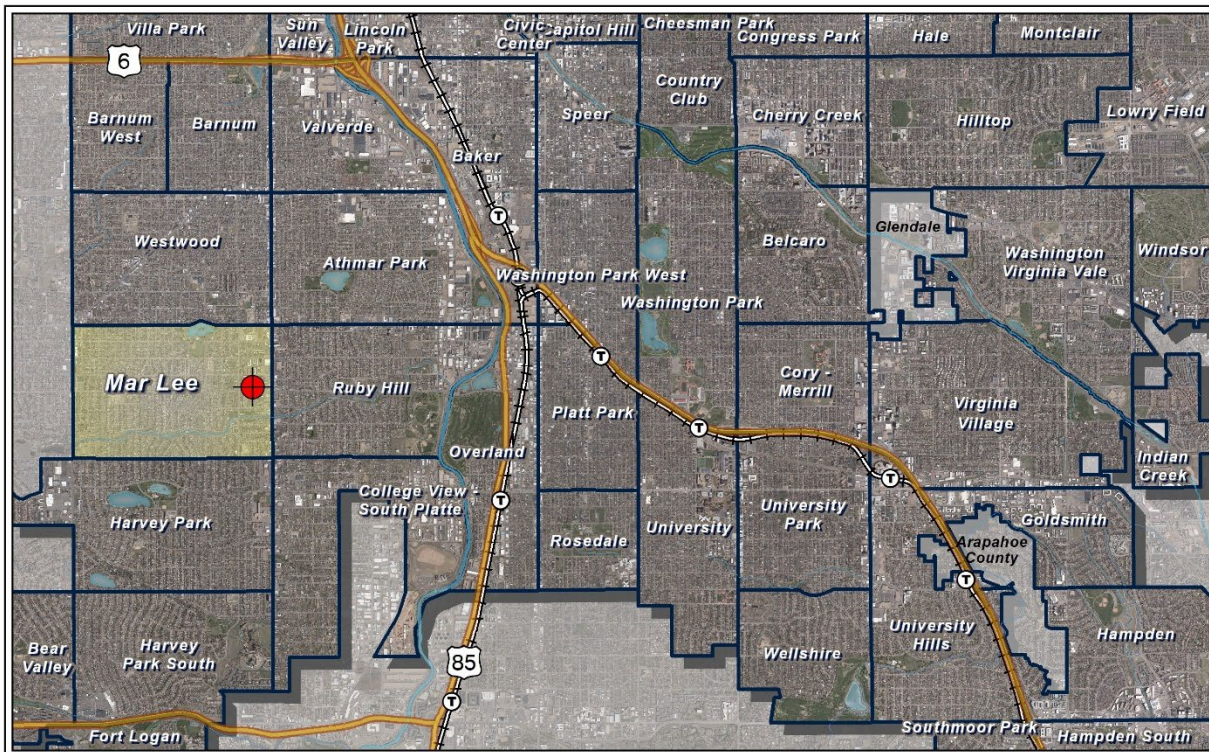 Villa Park
Sun
Valley
Lincoln
Park
Civic
Center
Capitol Hill
Cheesman Park
Congress Park
Hale
Montclair
6
Barnum
West
Barnum
Valverde
Baker
Speer
Country
Club
Cherry Creek
Hilltop
Lowry Field
T
Westwood
Athmar Park
Washington Park West
Washington Park
Belcaro
Glendale
Washington
Virginia Vale
Windsor
Mar Lee
Ruby Hill
T
Platt Park
Cory -
Merrill
Virginia
Village
Overland
T
T
Indian
Creek
Harvey Park
College View -
South Platte
T
Rosedale
University
University
Park
Goldsmith
Arapahoe
County
T
Bear
Valley
Harvey
Park South
85
T
Wellshire
University
Hills
Hampden
Fort Logan
Southmoor Park
Hampden South